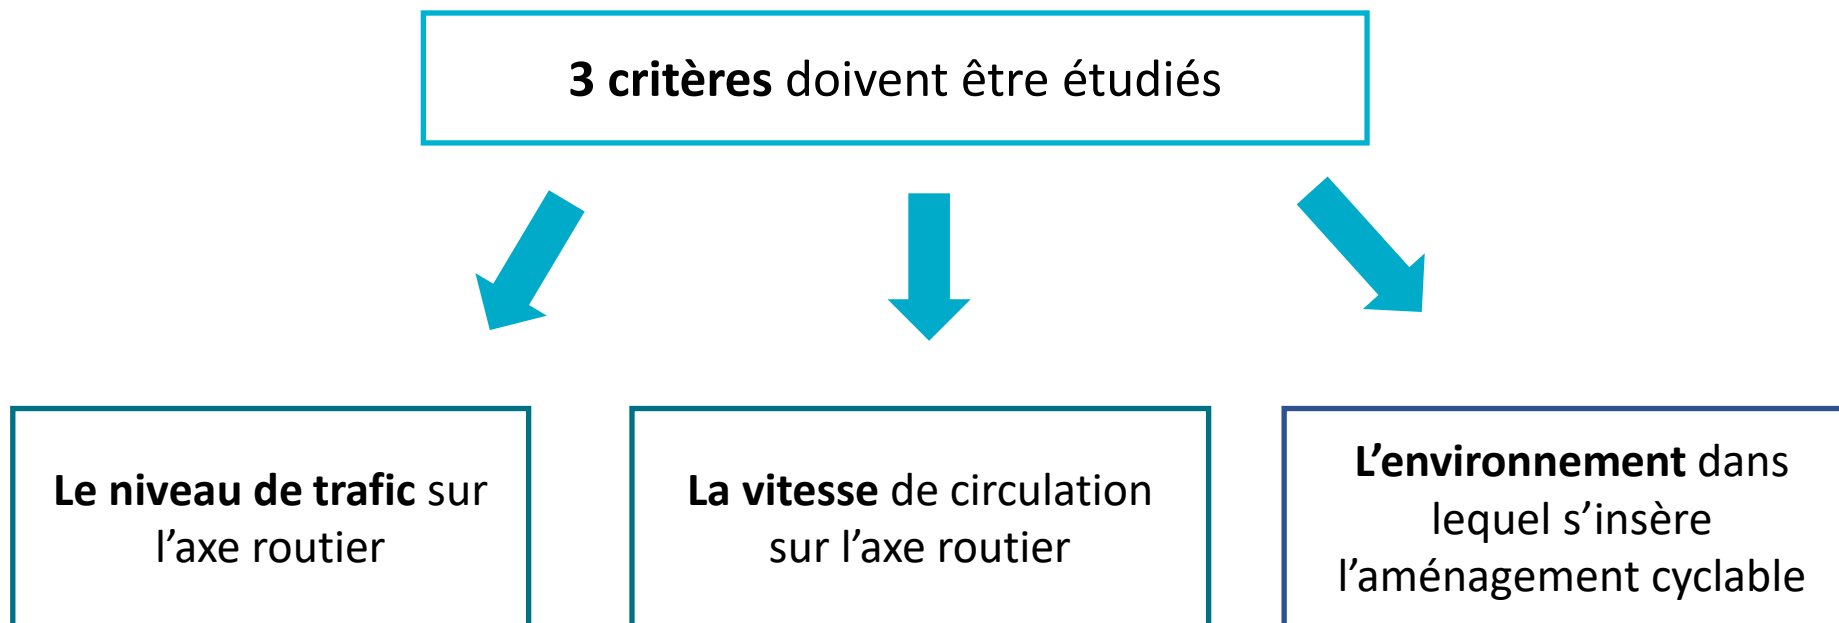 3 critères doivent être étudiés
Le niveau de trafic sur
l’axe routier
La vitesse de circulation
sur l’axe routier
L’environnement dans
lequel s’insère
l’aménagement cyclable